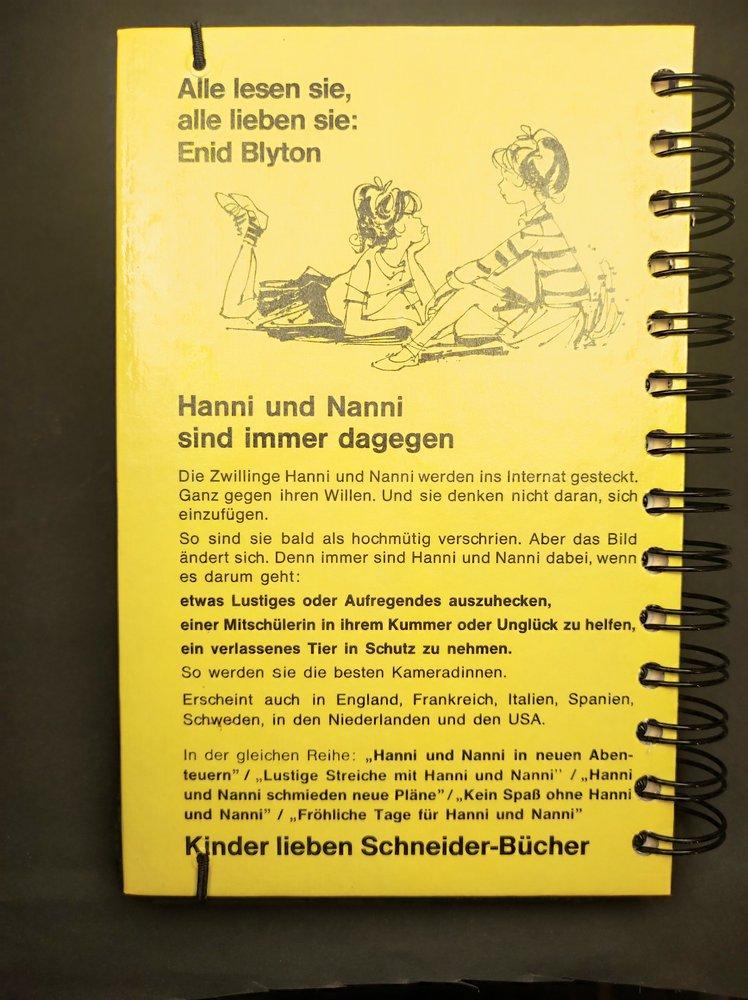 Alle lesen sie,
alle lieben sie:
Enid Blyton
Hanni und Nanni
sind immer dagegen
Die Zwillinge Hanni und Nanni werden ins Internat gesteckt.
Ganz gegen ihren Willen. Und sie denken nicht daran, sich
einzufügen.
So sind sie bald als hochmütig verschrien. Aber das Bild
ändert sich. Denn immer sind Hanni und Nanni dabei, wenn
es darum geht:
etwas Lustiges oder Aufregendes auszuhecken,
einer Mitschülerin in ihrem Kummer oder Unglück zu helfen,
ein verlassenes Tier in Schutz zu nehmen.
So werden sie die besten Kameradinnen.
Erscheint auch in England, Frankreich, Italien, Spanien,
Schweden, in den Niederlanden und den USA.
In der gleichen Reihe: „Hanni und Nanni in neuen Aben-
teuern” / „Lustige Streiche mit Hanni und Nanni” / „Hanni
und Nanni schmieden neue Pläne” / „Kein Spaß ohne Hanni
und Nanni” / „Fröhliche Tage für Hanni und Nanni”
Kinder lieben Schneider-Bücher